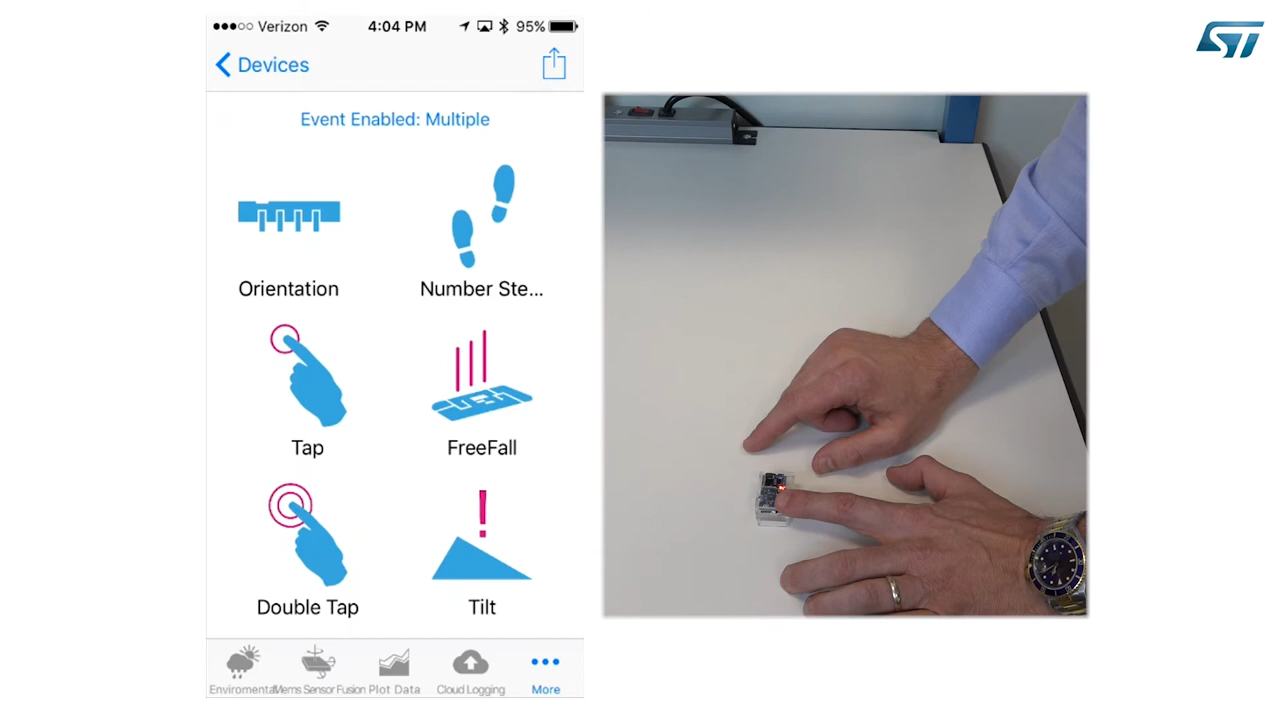 Verizon 4:04 PM 95%
Devices
Event Enabled: Multiple
Orientation
Number Ste...
Tap
FreeFall
Double Tap
Tilt
Enviromental
Mems Sensor Fusion
Plot Data
Cloud Logging
More
ST